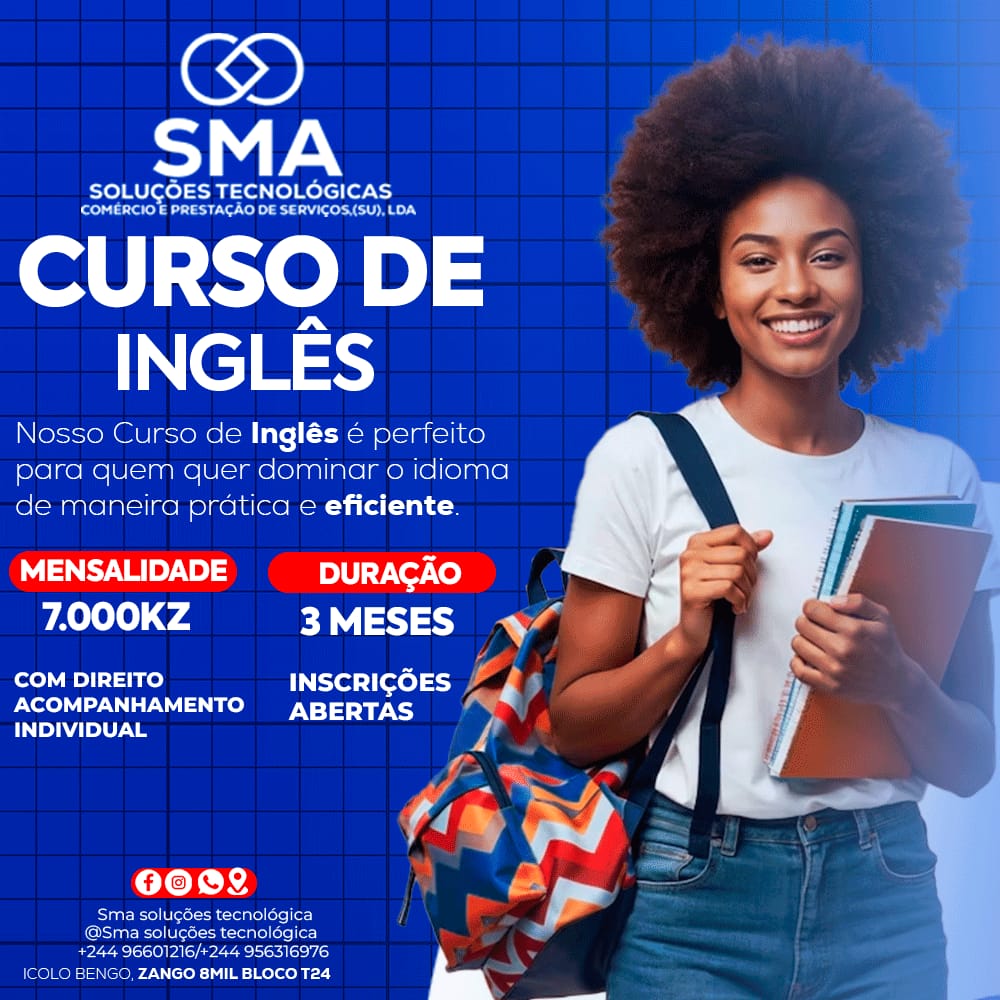 SMA
SOLUÇÕES TECNOLÓGICAS
COMÉRCIO E PRESTAÇÃO DE SERVIÇOS,(SU), LDA
CURSO DE
INGLÊS
Nosso Curso de Inglês é perfeito
para quem quer dominar o idioma
de maneira prática e eficiente.
MENSALIDADE
7.000KZ
COM DIREITO
ACOMPANHAMENTO
INDIVIDUAL
DURAÇÃO
3 MESES
INSCRIÇÕES
ABERTAS
Sma soluções tecnológica
@Sma soluções tecnológica
+244 96601216/+244 956316976
ICOLO BENGO, ZANGO 8MIL BLOCO T24